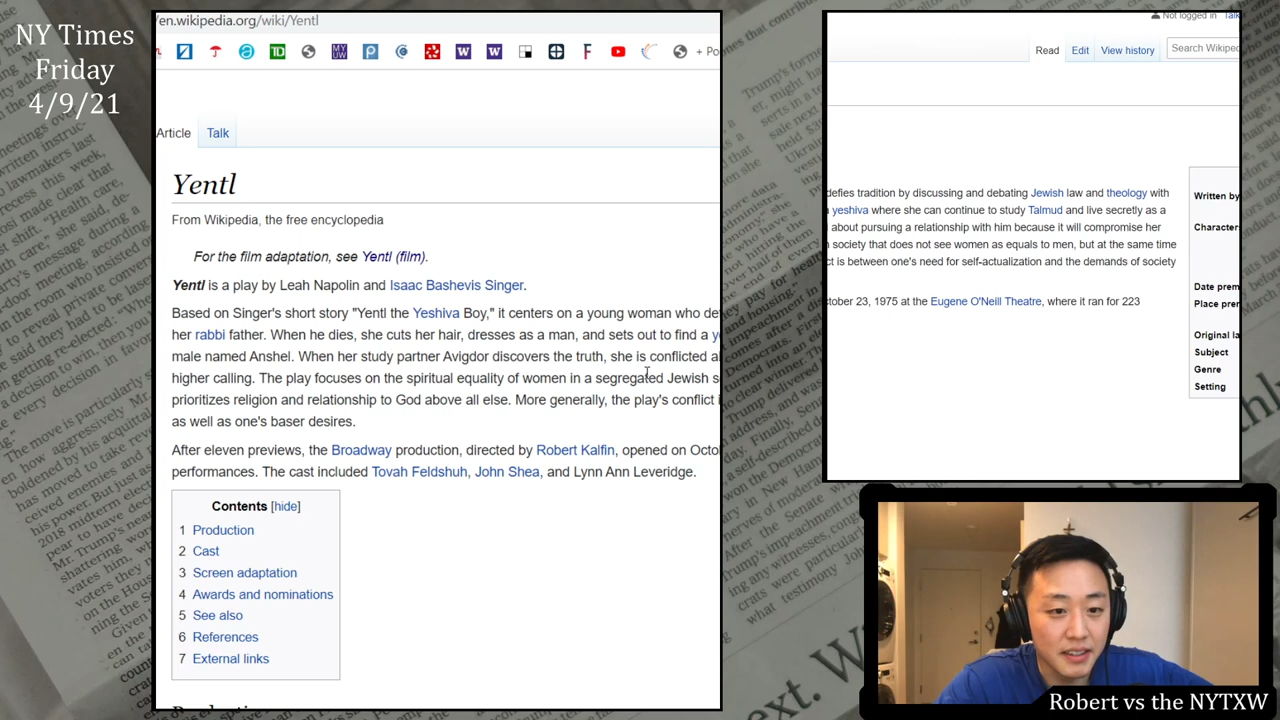 NY Times
Friday
4/9/21
/en.wikipedia.org/wiki/Yentl
Article Talk
Yentl
From Wikipedia, the free encyclopedia
For the film adaptation, see Yentl (film).
Yentl is a play by Leah Napolin and Isaac Bashevis Singer.
Based on Singer's short story "Yentl the Yeshiva Boy," it centers on a young woman who de
her rabbi father. When he dies, she cuts her hair, dresses as a man, and sets out to find a y
male named Anshel. When her study partner Avigdor discovers the truth, she is conflicted a
higher calling. The play focuses on the spiritual equality of women in a segregated Jewish s
prioritizes religion and relationship to God above all else. More generally, the play's conflict i
as well as one's baser desires.
After eleven previews, the Broadway production, directed by Robert Kalfin, opened on Octo
performances. The cast included Tovah Feldshuh, John Shea, and Lynn Ann Leveridge.
Contents [hide]
1 Production
2 Cast
3 Screen adaptation
4 Awards and nominations
5 See also
6 References
7 External links
Not logged in Talk
Read Edit View history Search Wikiped
defies tradition by discussing and debating Jewish law and theology with
yeshiva where she can continue to study Talmud and live secretly as a
about pursuing a relationship with him because it will compromise her
society that does not see women as equals to men, but at the same time
ct is between one's need for self-actualization and the demands of society
tober 23, 1975 at the Eugene O'Neill Theatre, where it ran for 223
Written by
Characters
Date prem
Place prem
Original la
Subject
Genre
Setting
Robert vs the NYTXW